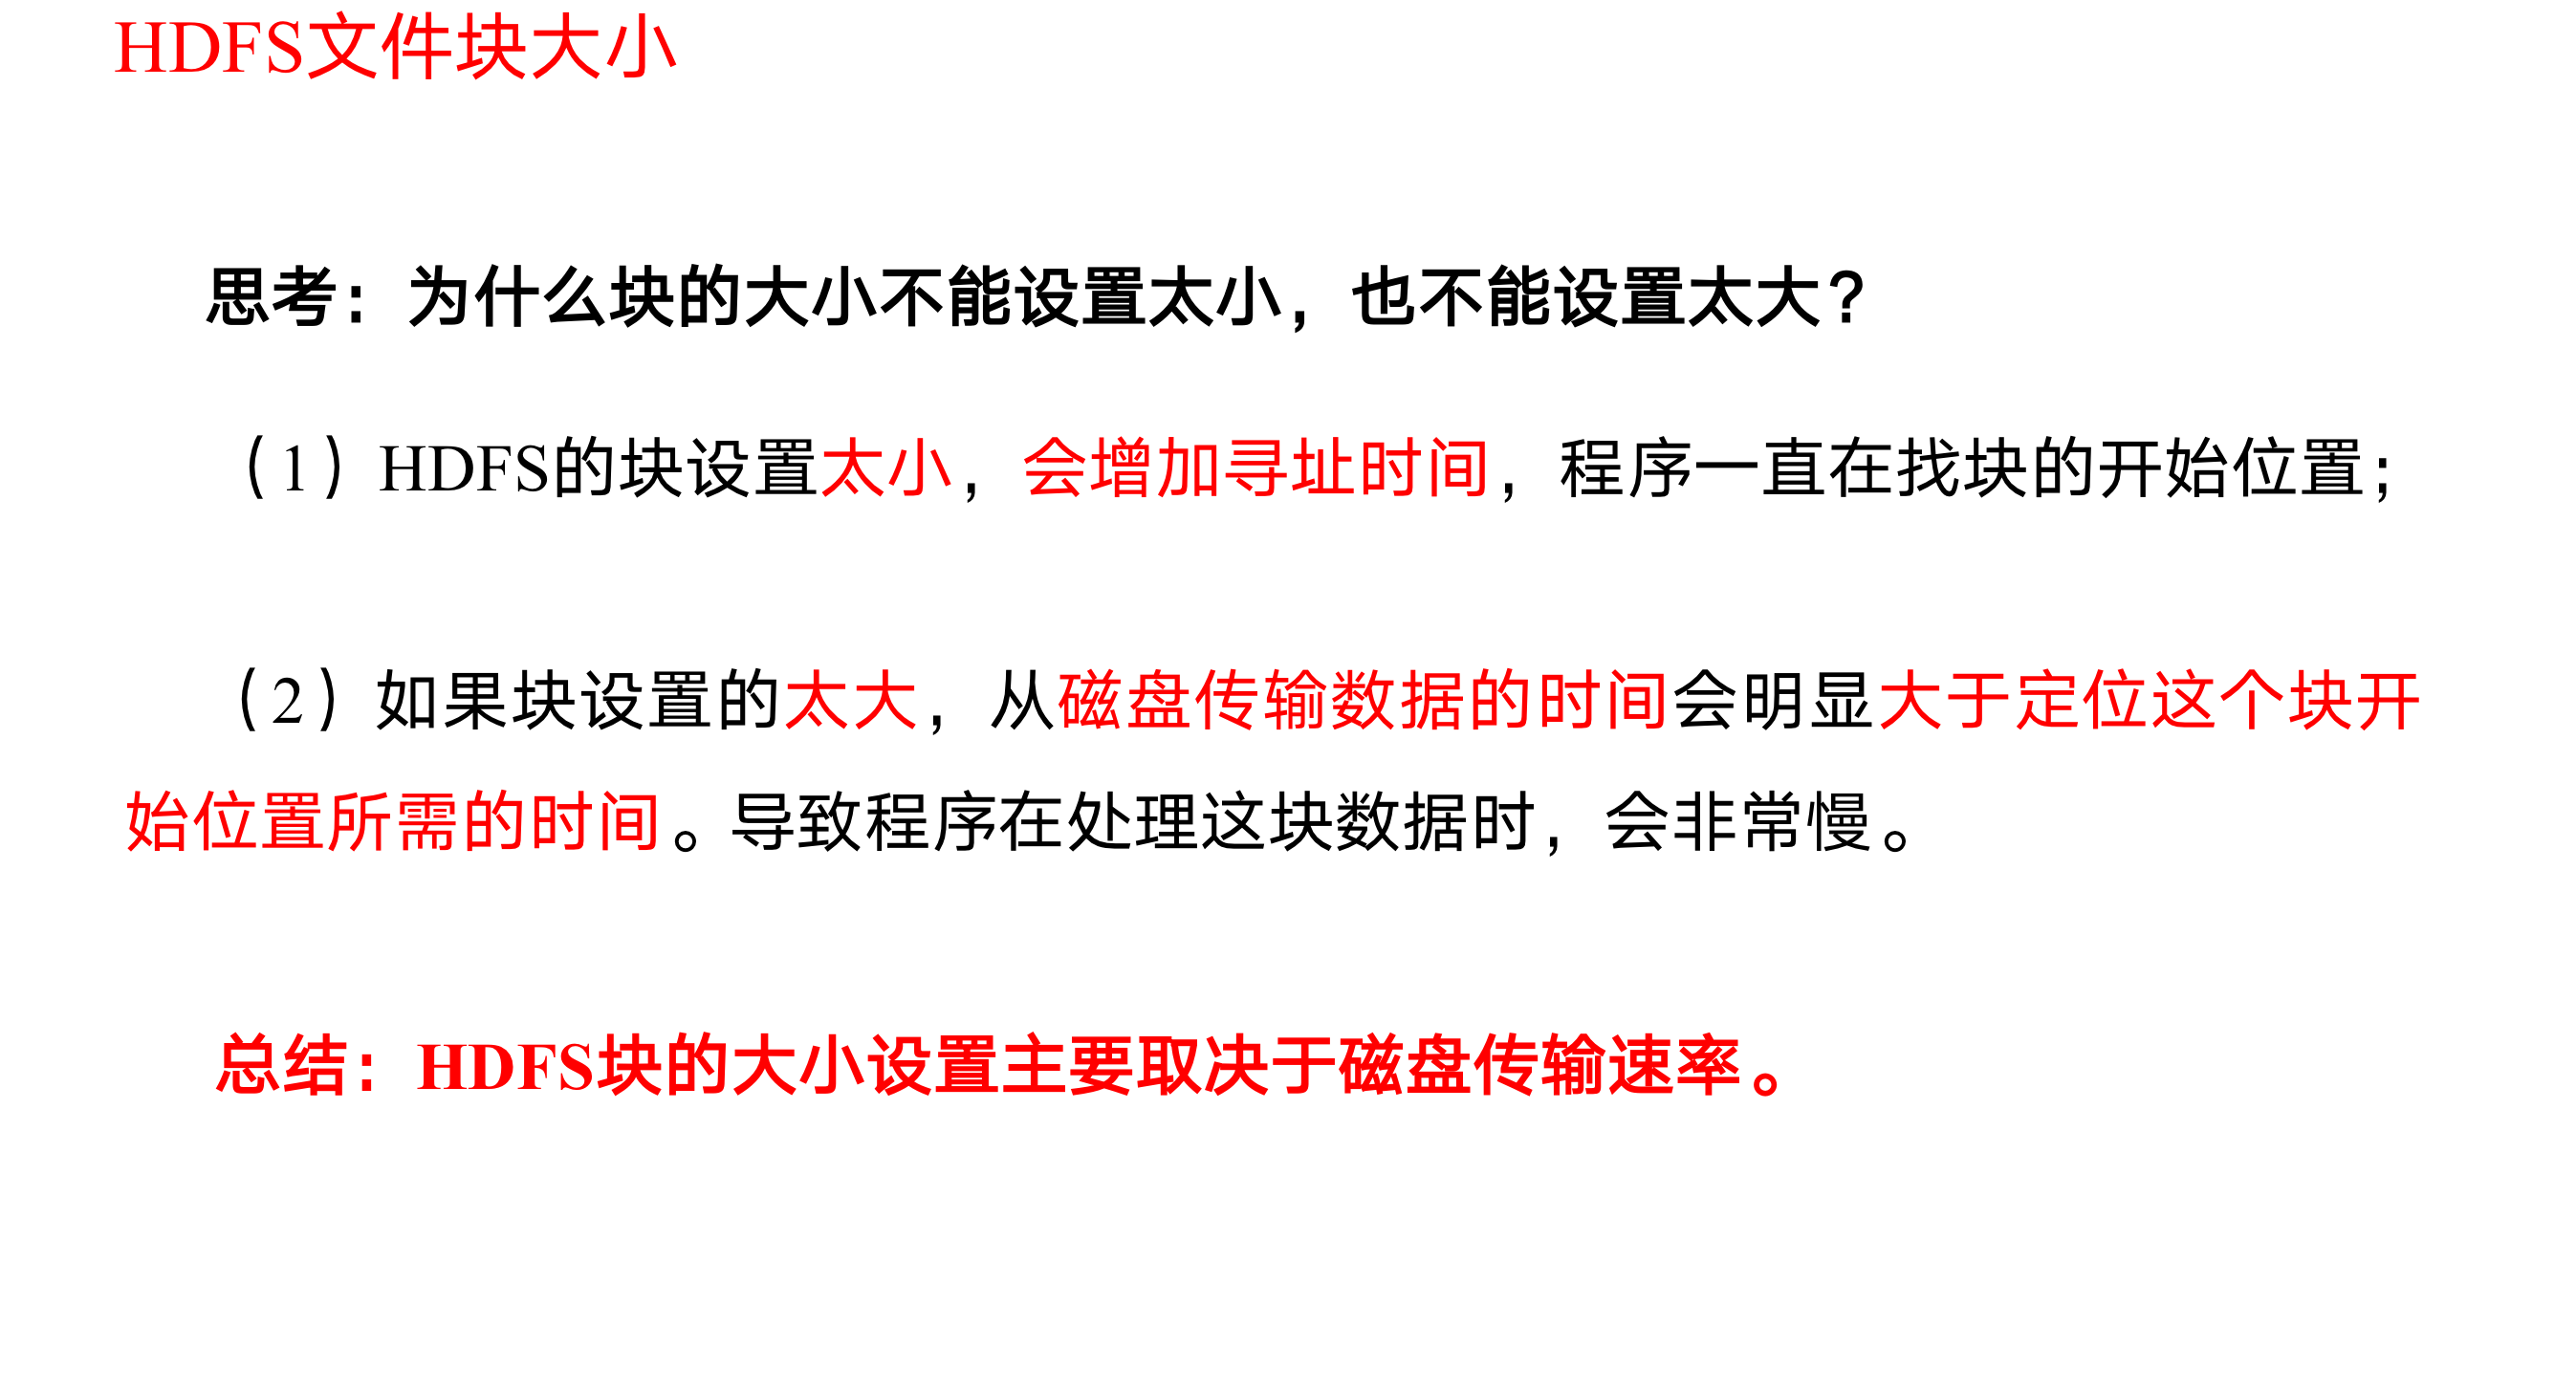 HDFS文件块大小
思考：为什么块的大小不能设置太小，也不能设置太大？
（1）HDFS的块设置太小，会增加寻址时间，程序一直在找块的开始位置；
（2）如果块设置的太大，从磁盘传输数据的时间会明显大于定位这个块开
始位置所需的时间。导致程序在处理这块数据时，会非常慢。
总结：HDFS块的大小设置主要取决于磁盘传输速率。